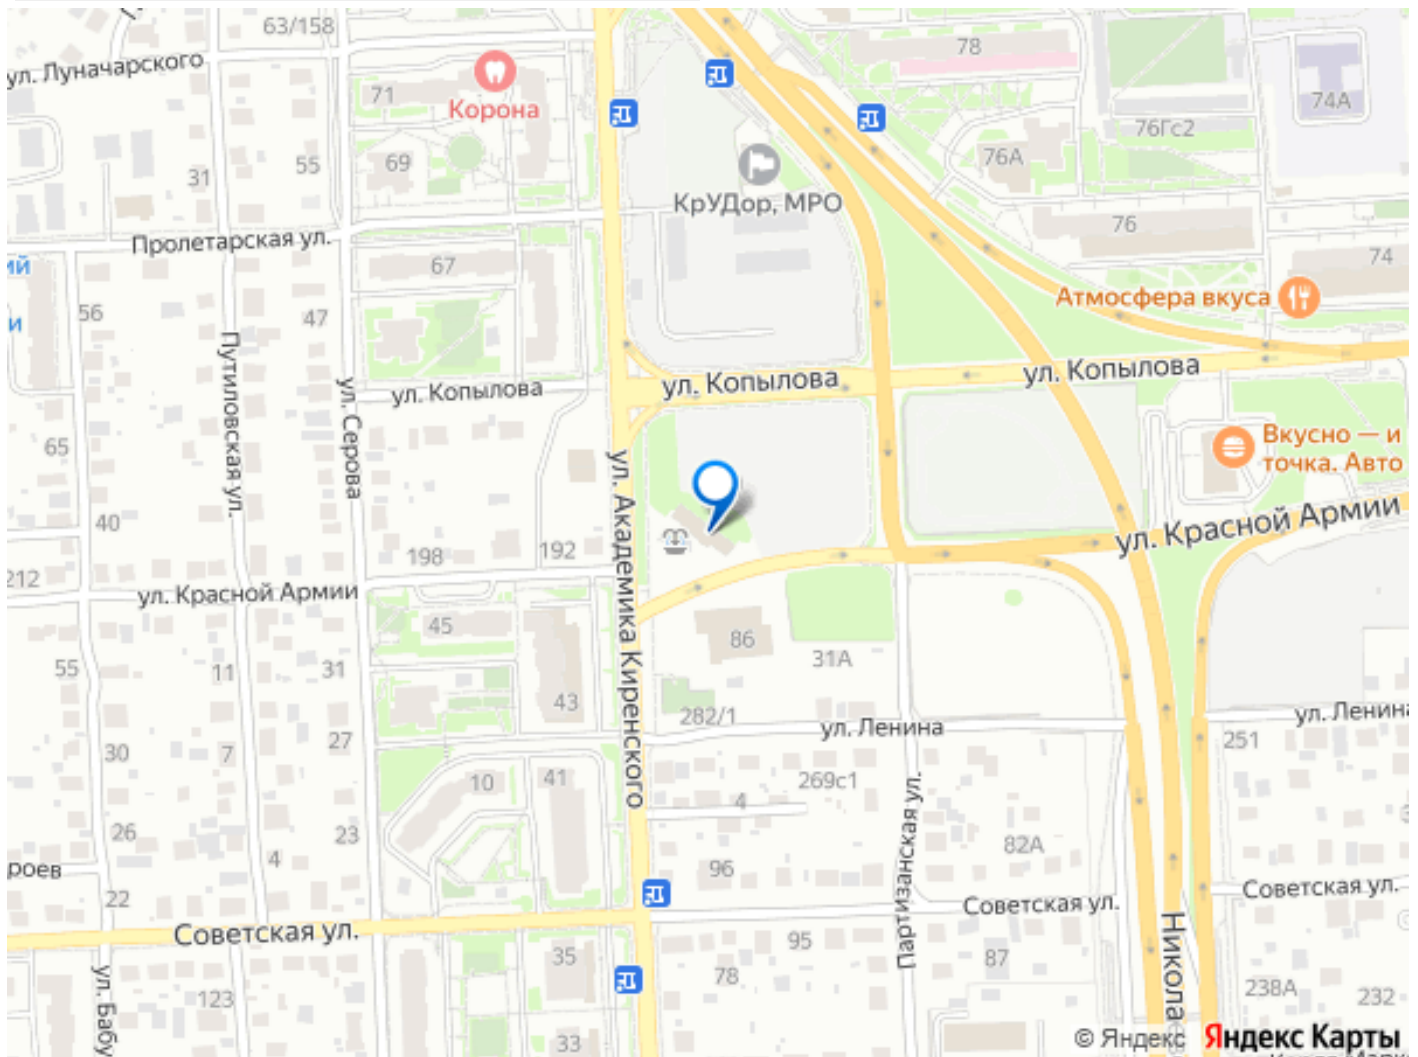 63/158
ул. Луначарского
71
Корона
78
74А
76Гс2
55
69
31
76А
КрУДор, МРО
Пролетарская ул.
67
76
74
ий
и
56
47
Атмосфера вкуса
Путиловская ул.
ул. Серова
ул. Копылова
ул. Копылова
ул. Копылова
65
Вкусно — и
точка. Авто
40
198
192
ул. Академика Киренского
ул. Красной Армии
212
ул. Красной Армии
45
86
31А
55
11
31
43
282/1
ул. Ленина
ул. Ленина
30
7
27
251
10
41
269с1
4
Партизанская ул.
26
23
82А
роев
4
96
22
Советская ул.
Советская ул.
Советская ул.
95
35
87
78
Николае
ул. Бабу
123
238А
232
33
© Яндекс Яндекс Карты